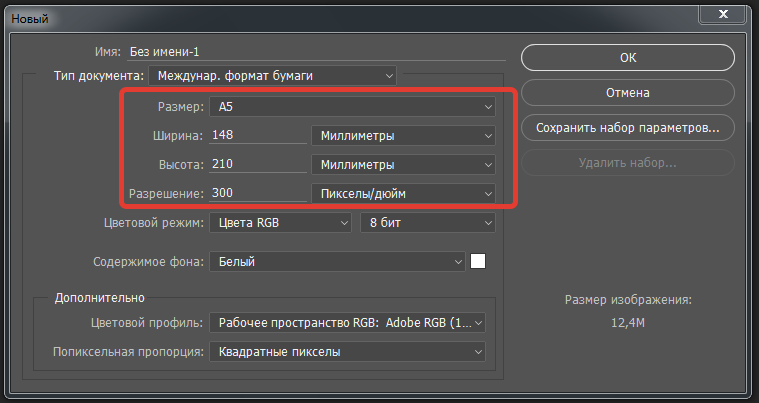 Новый
x
Имя: Без имени-1
OK
Тип документа: Междунар. формат бумаги
Отмена
Размер: A5
Ширина: 148 Миллиметры
Сохранить набор параметров...
Высота: 210 Миллиметры
Удалить набор...
Разрешение: 300 Пикселы/дюйм
Цветовой режим: Цвета RGB 8 бит
Содержимое фона: Белый
Дополнительно
Размер изображения:
Цветовой профиль: Рабочее пространство RGB: Adobe RGB (1...
12,4M
Попиксельная пропорция: Квадратные пикселы